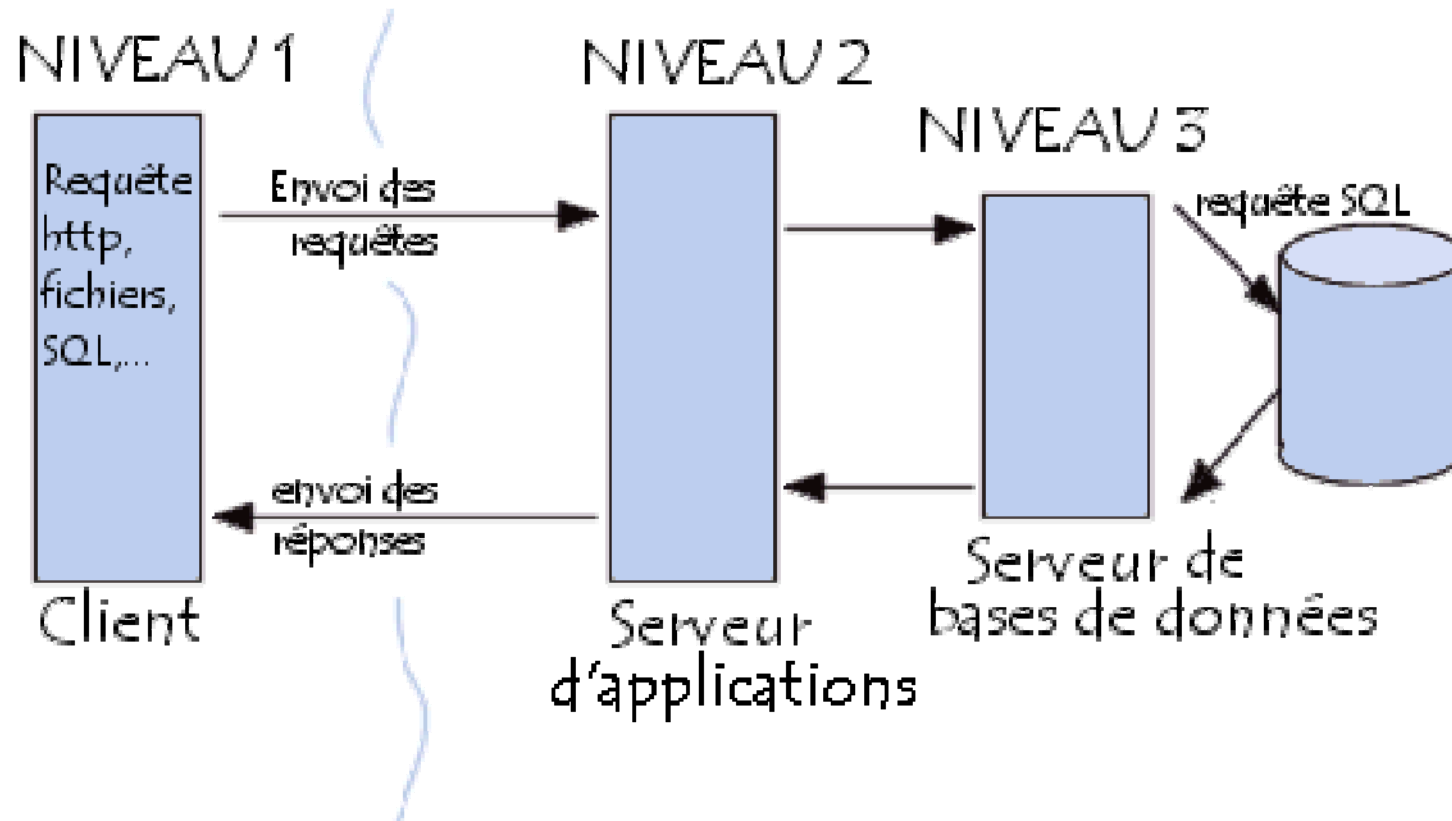 NIVEAU 1
NIVEAU 2
NIVEAU 3
Requête
http,
fichiers,
SQL,...
Envoi des
requêtes
requête SQL
envoi des
réponses
Client
Serveur
d'applications
Serveur de
bases de données